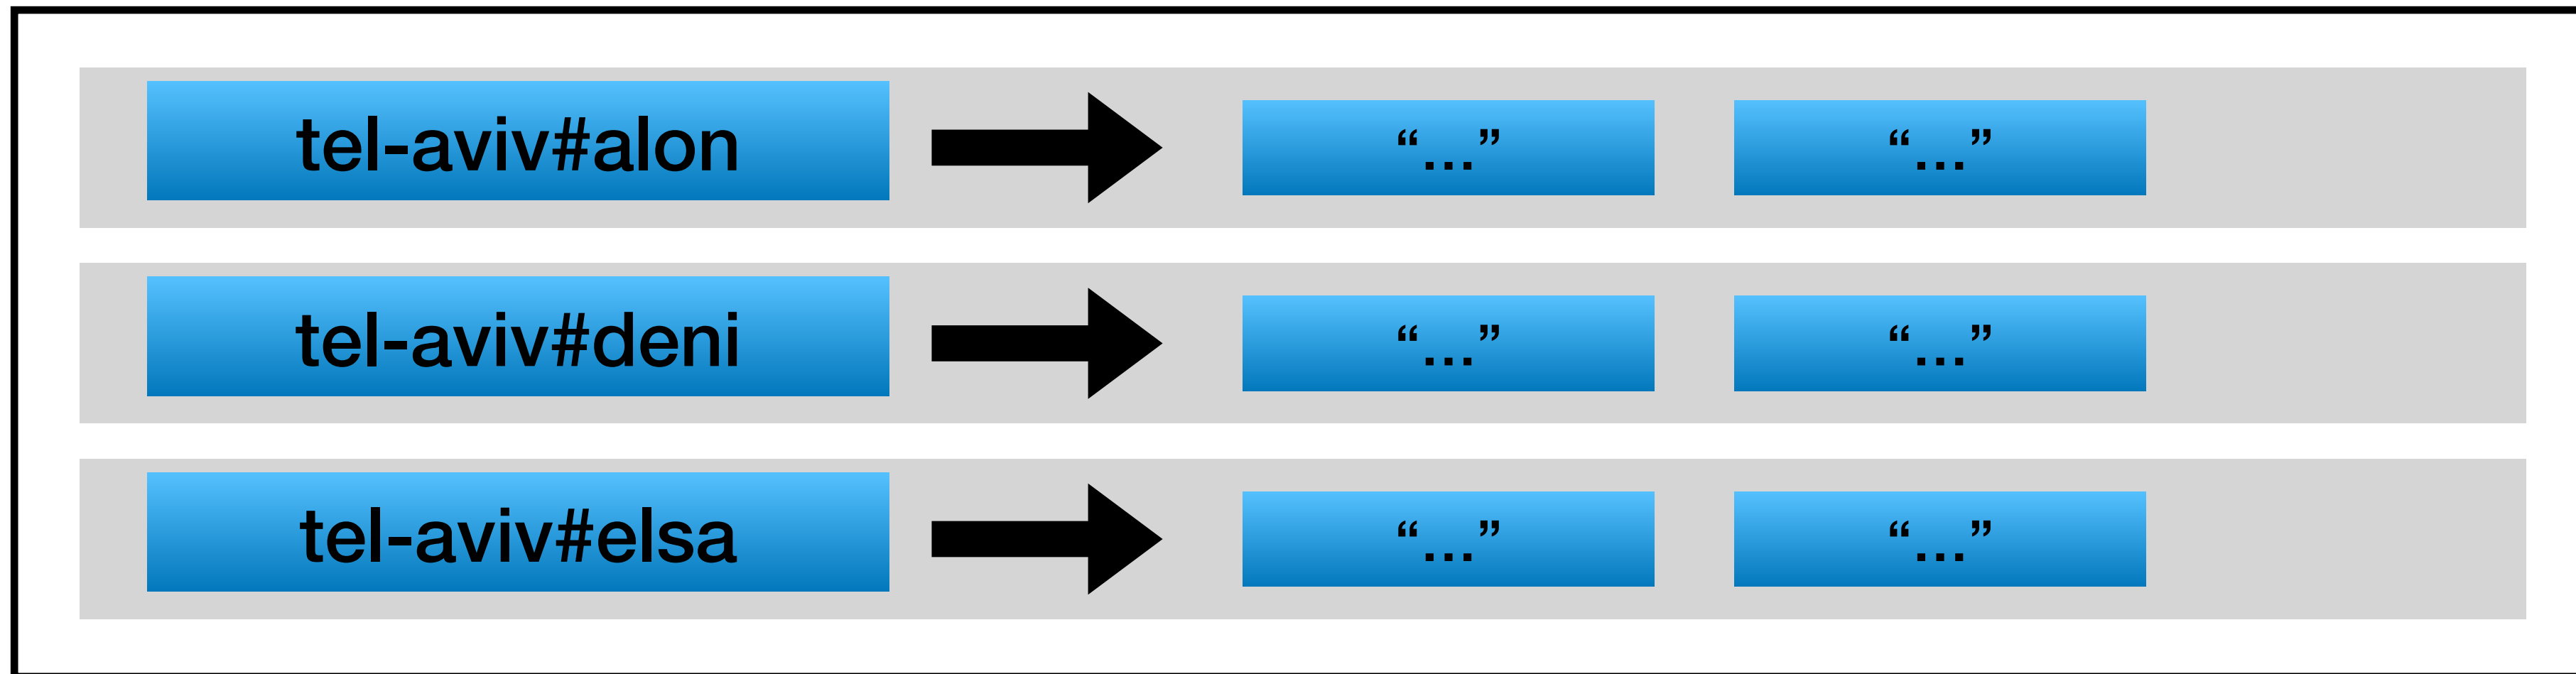 tel-aviv#alon “...” “...”
tel-aviv#deni “...” “...”
tel-aviv#elsa “...” “...”